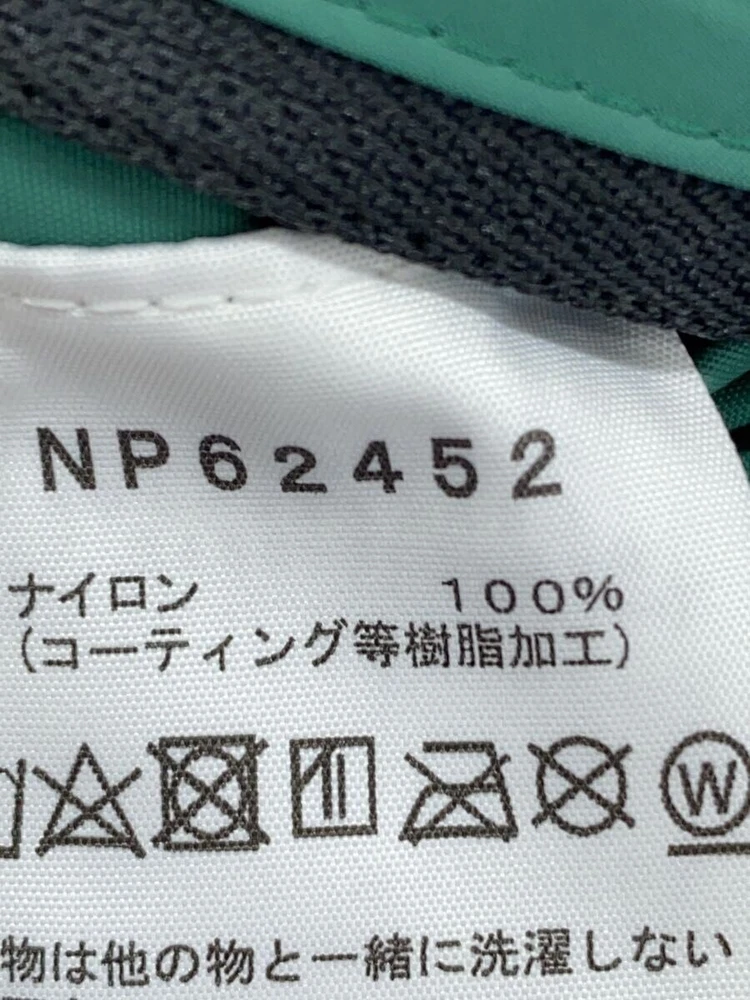 NP62452
ナイロン 100%
(コーティング等樹脂加工)
W
物は他の物と一緒に洗濯しない